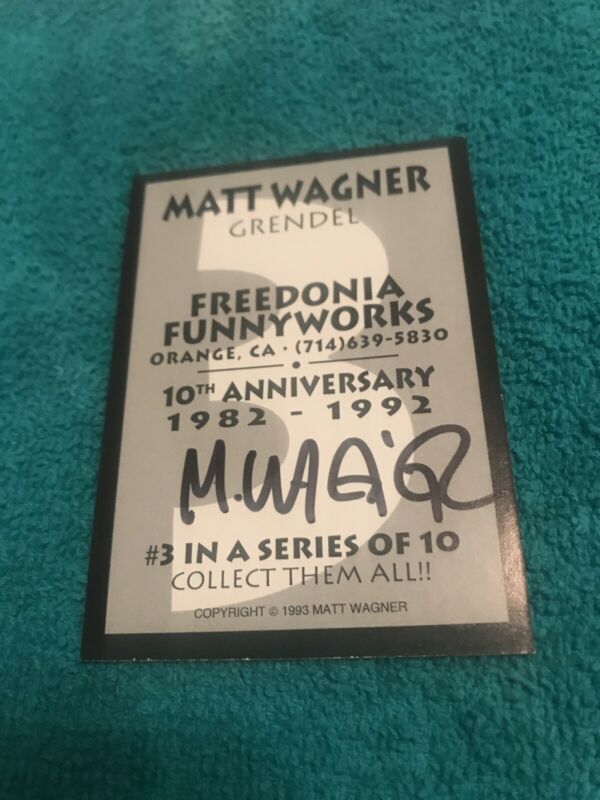 3
MATT WAGNER
GRENDEL
FREEDONIA
FUNNYWORKS
ORANGE, CA • (714)639-5830
10TH ANNIVERSARY
1982 - 1992
#3 IN A SERIES OF 10
COLLECT THEM ALL!!
COPYRIGHT © 1993 MATT WAGNER